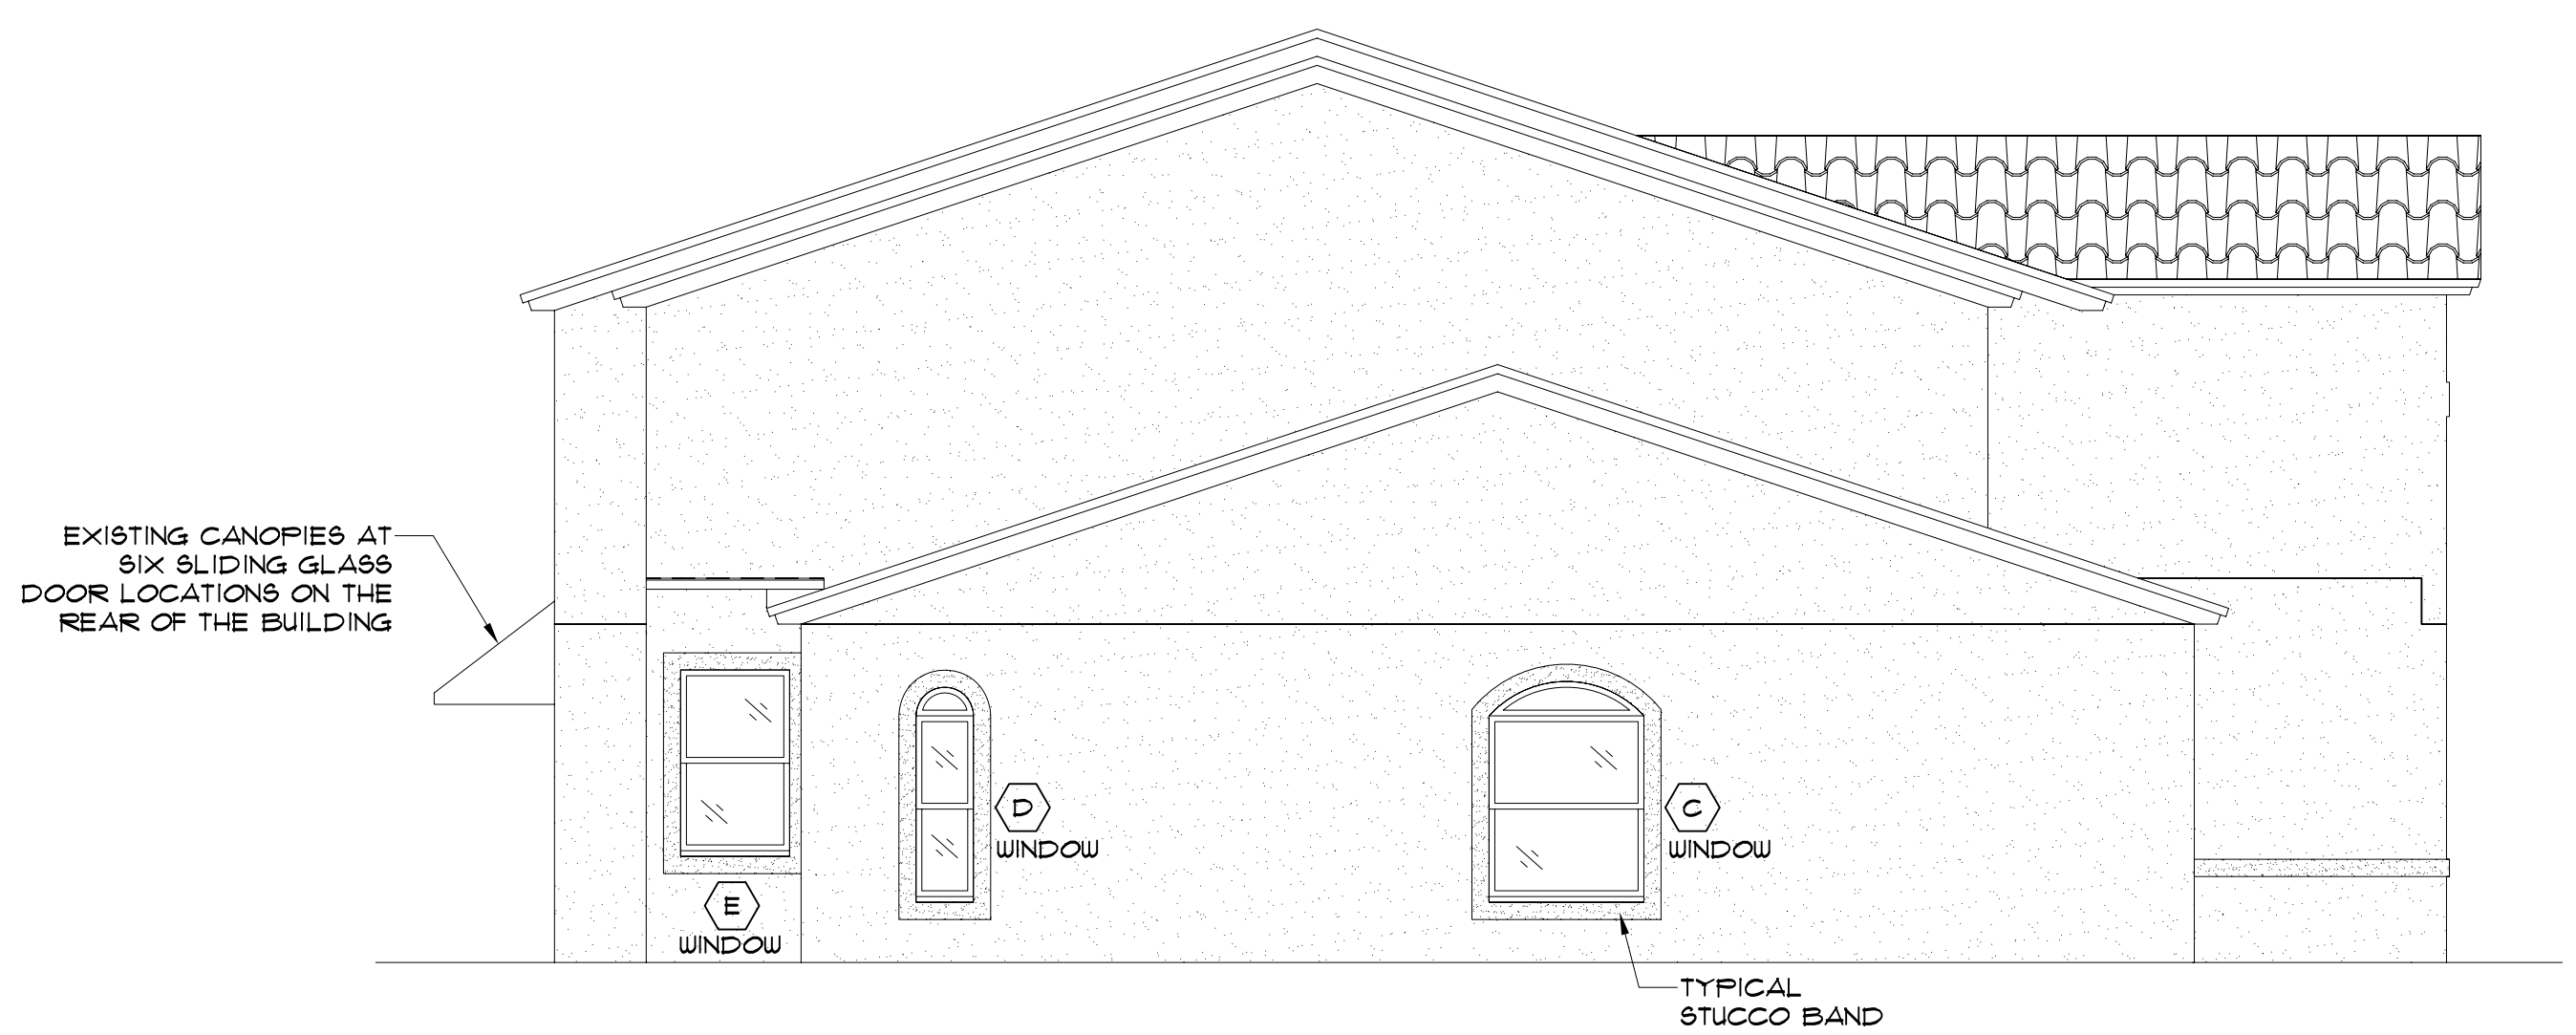 EXISTING CANOPIES AT
SIX SLIDING GLASS
DOOR LOCATIONS ON THE
REAR OF THE BUILDING
E
WINDOW
D
WINDOW
C
WINDOW
TYPICAL
STUCCO BAND